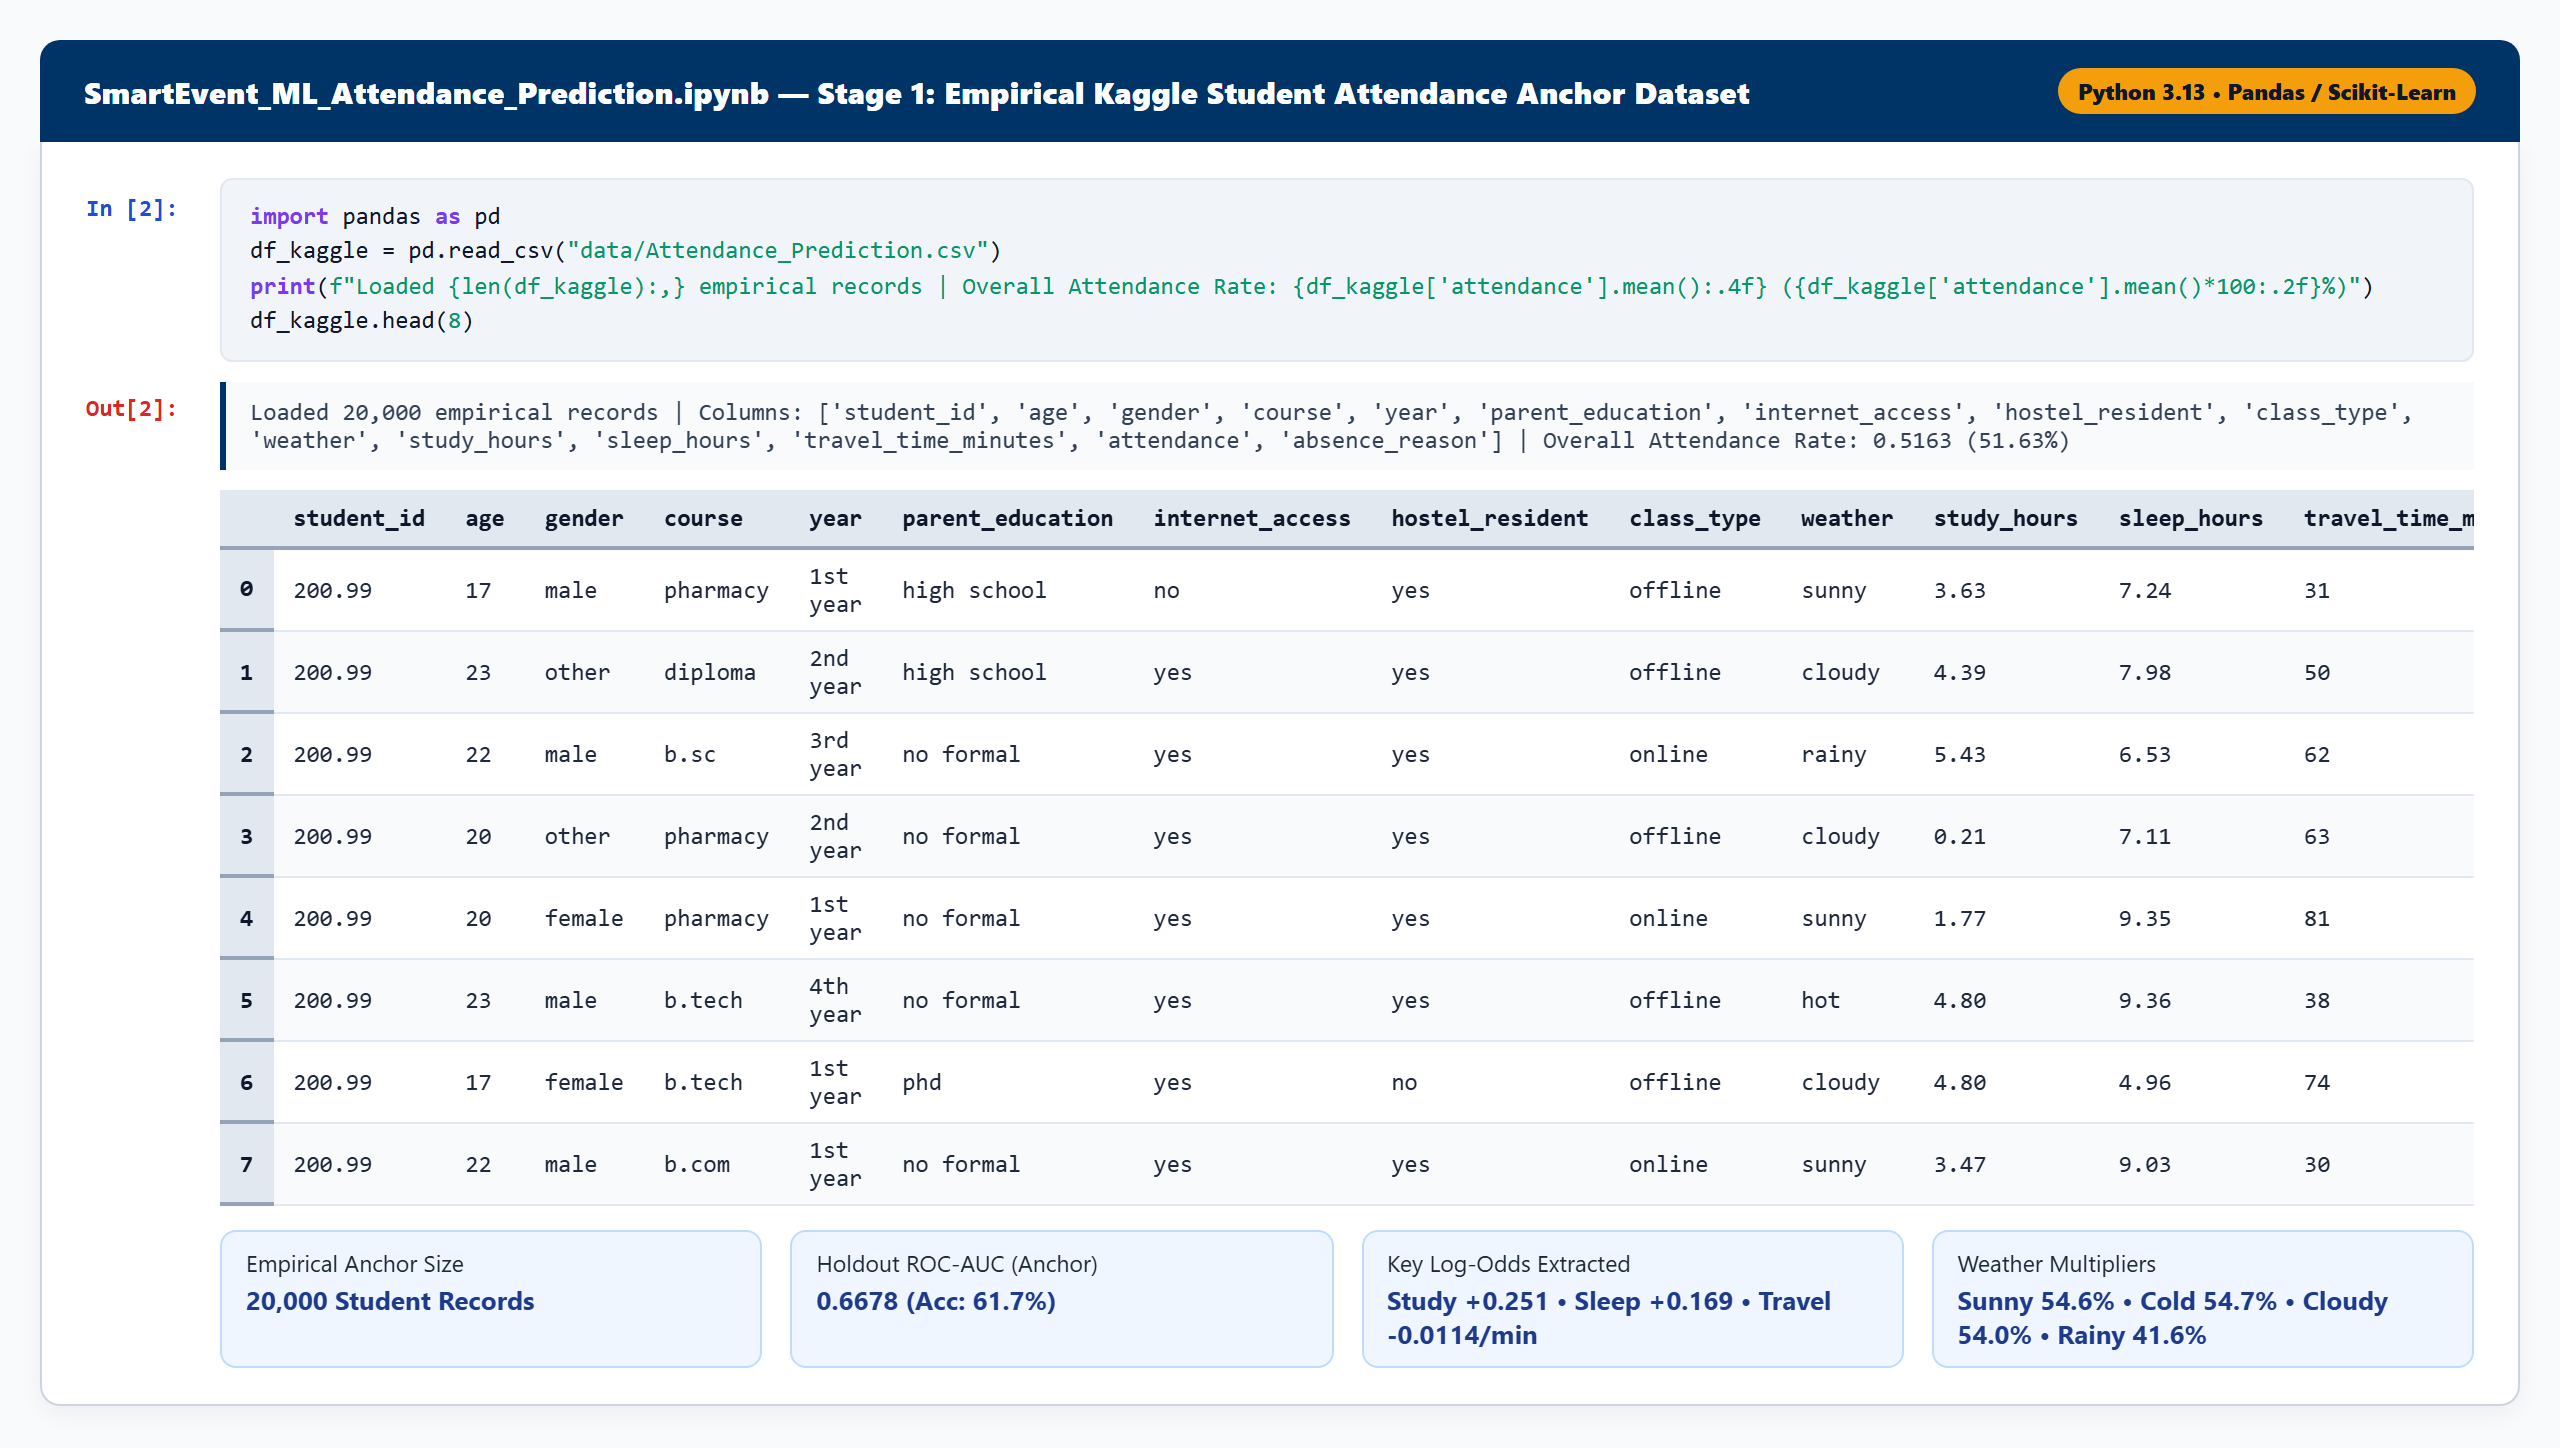 SmartEvent_ML_Attendance_Prediction.ipynb — Stage 1: Empirical Kaggle Student Attendance Anchor Dataset
Python 3.13 • Pandas / Scikit-Learn
In [2]:
import pandas as pd
df_kaggle = pd.read_csv("data/Attendance_Prediction.csv")
print(f"Loaded {len(df_kaggle):,} empirical records | Overall Attendance Rate: {df_kaggle['attendance'].mean():.4f} ({df_kaggle['attendance'].mean()*100:.2f}%)")
df_kaggle.head(8)
Out[2]:
Loaded 20,000 empirical records | Columns: ['student_id', 'age', 'gender', 'course', 'year', 'parent_education', 'internet_access', 'hostel_resident', 'class_type',
'weather', 'study_hours', 'sleep_hours', 'travel_time_minutes', 'attendance', 'absence_reason'] | Overall Attendance Rate: 0.5163 (51.63%)
student_id age gender course year parent_education internet_access hostel_resident class_type weather study_hours sleep_hours travel_time_m
0 200.99 17 male pharmacy 1st year high school no yes offline sunny 3.63 7.24 31
1 200.99 23 other diploma 2nd year high school yes yes offline cloudy 4.39 7.98 50
2 200.99 22 male b.sc 3rd year no formal yes yes online rainy 5.43 6.53 62
3 200.99 20 other pharmacy 2nd year no formal yes yes offline cloudy 0.21 7.11 63
4 200.99 20 female pharmacy 1st year no formal yes yes online sunny 1.77 9.35 81
5 200.99 23 male b.tech 4th year no formal yes yes offline hot 4.80 9.36 38
6 200.99 17 female b.tech 1st year phd yes no offline cloudy 4.80 4.96 74
7 200.99 22 male b.com 1st year no formal yes yes online sunny 3.47 9.03 30
Empirical Anchor Size
20,000 Student Records
Holdout ROC-AUC (Anchor)
0.6678 (Acc: 61.7%)
Key Log-Odds Extracted
Study +0.251 • Sleep +0.169 • Travel
-0.0114/min
Weather Multipliers
Sunny 54.6% • Cold 54.7% • Cloudy
54.0% • Rainy 41.6%